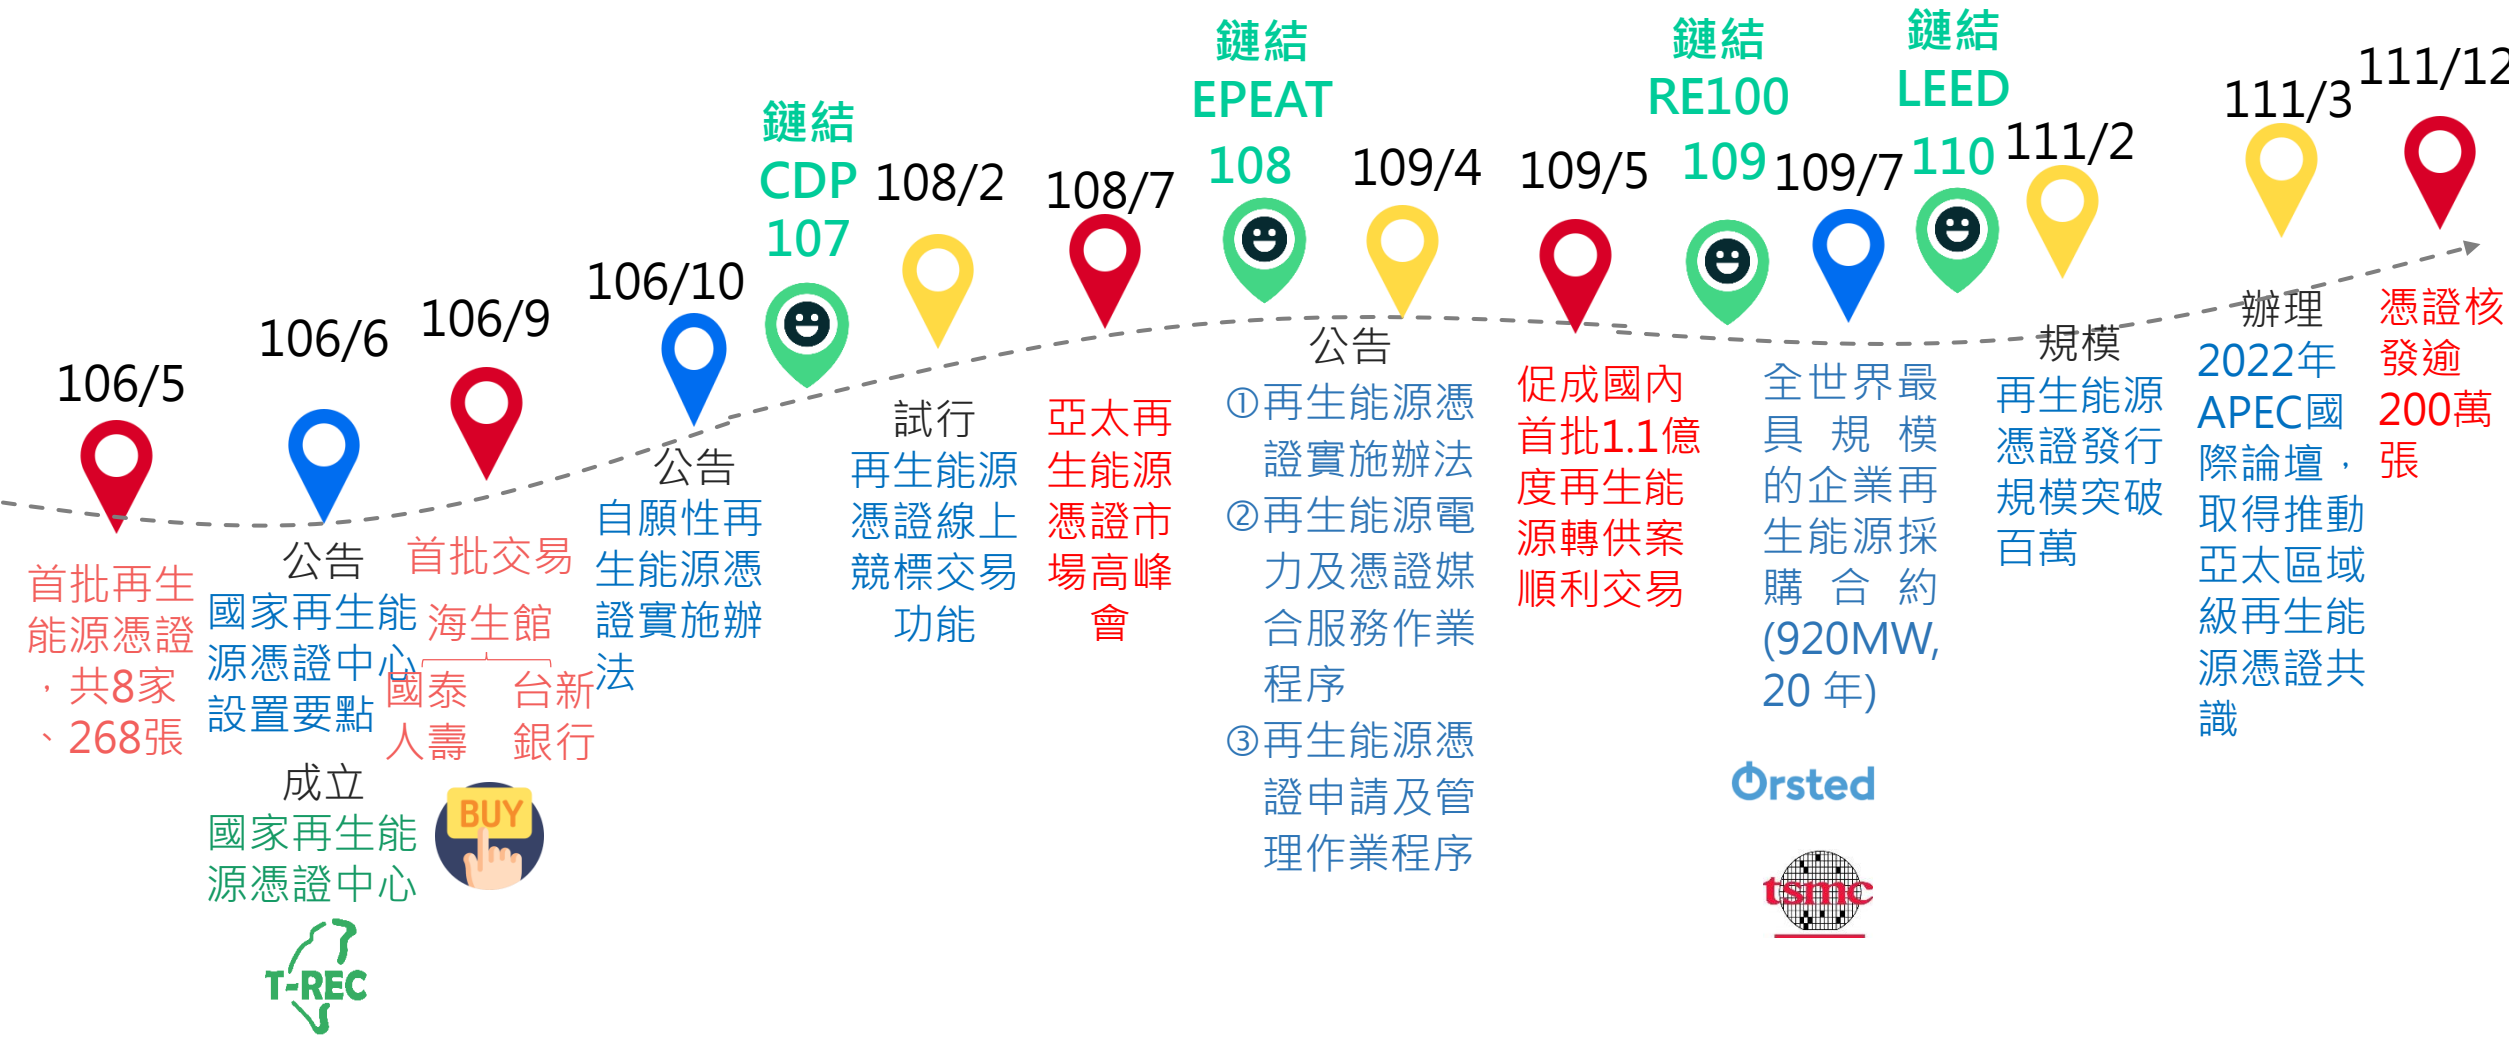 106/5
首批再生
能源憑證
，共8家
、268張
106/6
公告
國家再生能
源憑證中心
設置要點
成立
國家再生能
源憑證中心
T-REC
106/9
首批交易
海生館
國泰
人壽
台新
銀行
BUY
106/10
公告
自願性再
生能源憑
證實施辦
法
鏈結
CDP
107
108/2
試行
再生能源
憑證線上
競標交易
功能
108/7
亞太再
生能源
憑證市
場高峰
會
鏈結
EPEAT
108
109/4
公告
①再生能源憑
證實施辦法
②再生能源電
力及憑證媒
合服務作業
程序
③再生能源憑
證申請及管
理作業程序
109/5
促成國內
首批1.1億
度再生能
源轉供案
順利交易
鏈結
RE100
109
109/7
全世界最
具規模
的企業再
生能源採
購合約
(920MW,
20 年)
Ørsted
tsmc
鏈結
LEED
110
111/2
規模
再生能源
憑證發行
規模突破
百萬
111/3
辦理
2022年
APEC國
際論壇，
取得推動
亞太區域
級再生能
源憑證共
識
111/12
憑證核
發逾
200萬
張